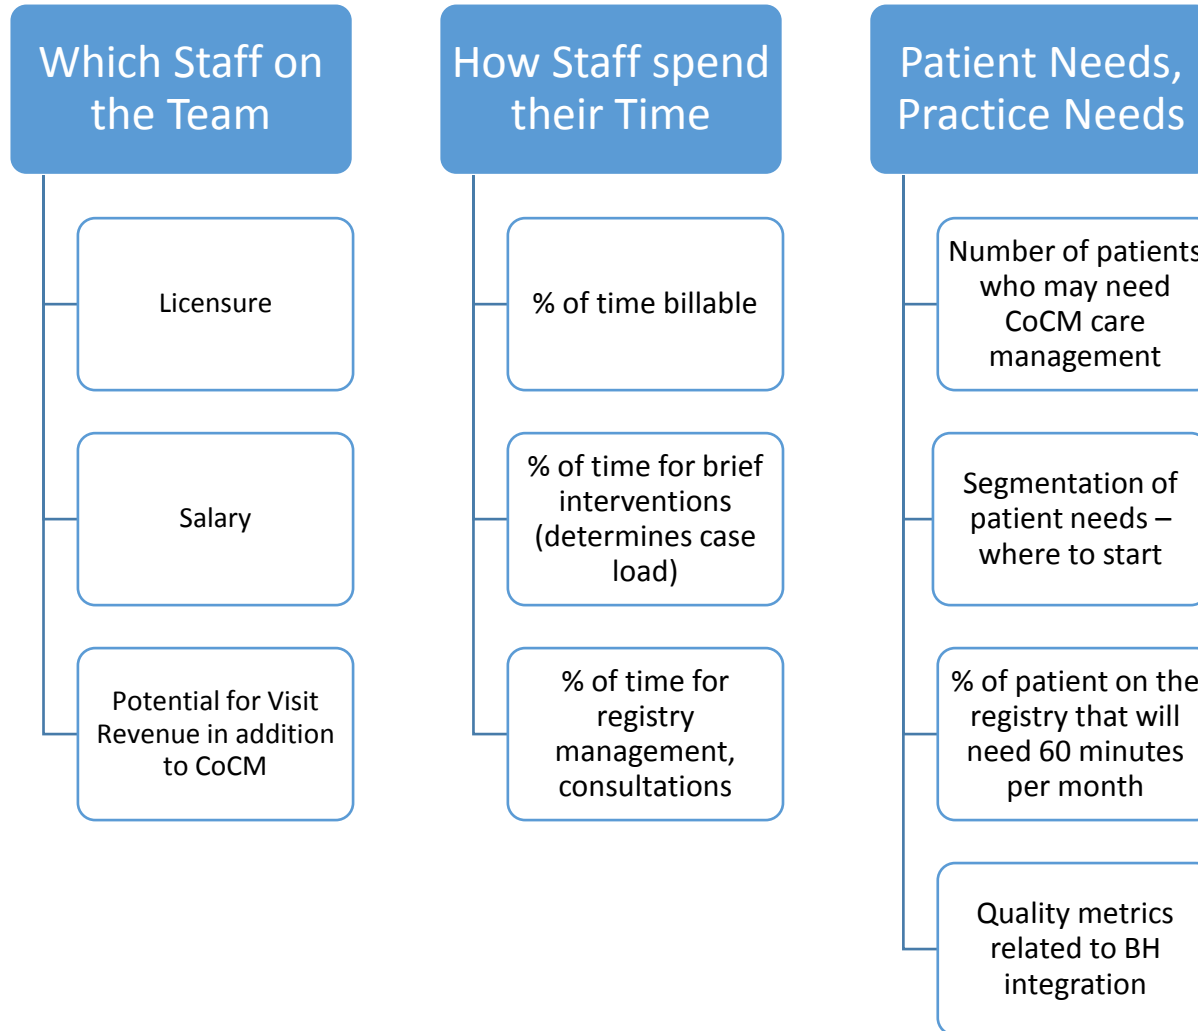 Which Staff on
the Team
Licensure
Salary
Potential for Visit
Revenue in addition
to CoCM
How Staff spend
their Time
% of time billable
% of time for brief
interventions
(determines case
load)
% of time for
registry
management,
consultations
Patient Needs,
Practice Needs
Number of patients
who may need
CoCM care
management
Segmentation of
patient needs –
where to start
% of patient on the
registry that will
need 60 minutes
per month
Quality metrics
related to BH
integration